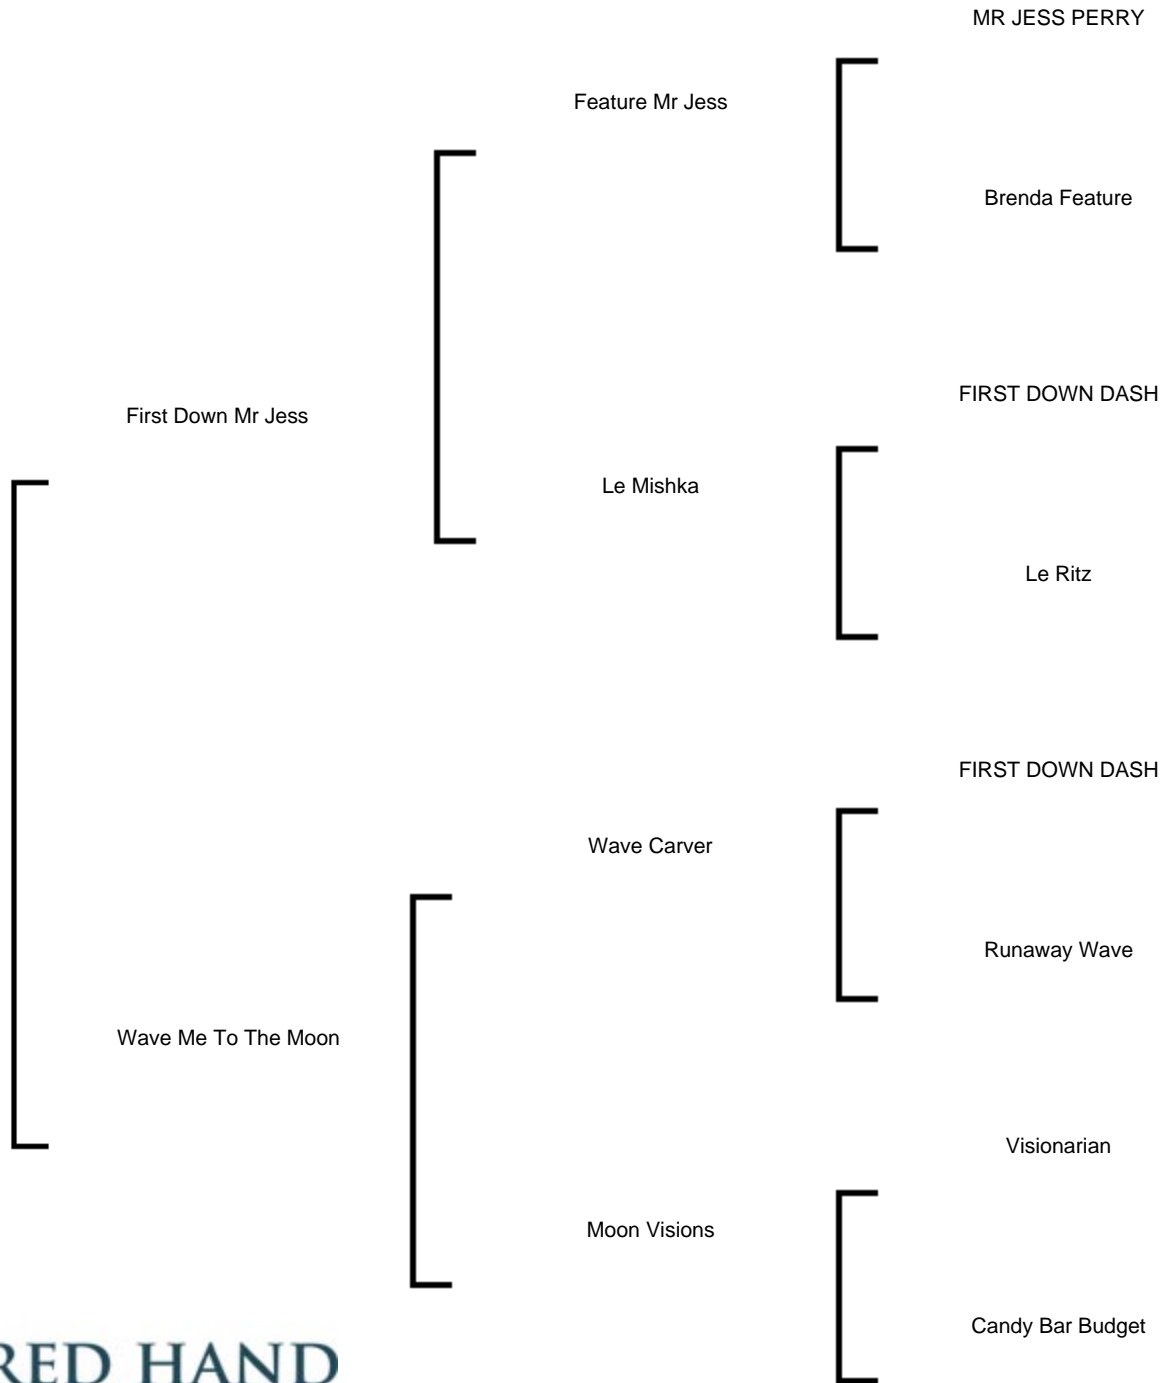 MR JESS PERRY
Feature Mr Jess
Brenda Feature
FIRST DOWN DASH
First Down Mr Jess
Le Mishka
Le Ritz
FIRST DOWN DASH
Wave Carver
Runaway Wave
Wave Me To The Moon
Visionarian
Moon Visions
Candy Bar Budget
RED HAND